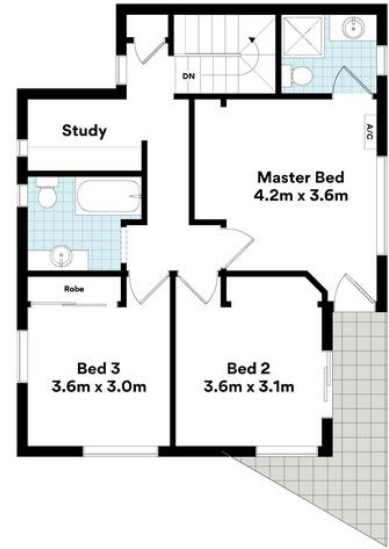 DN
Study
A/C
Master Bed
4.2m x 3.6m
Robe
Bed 3
3.6m x 3.0m
Bed 2
3.6m x 3.1m